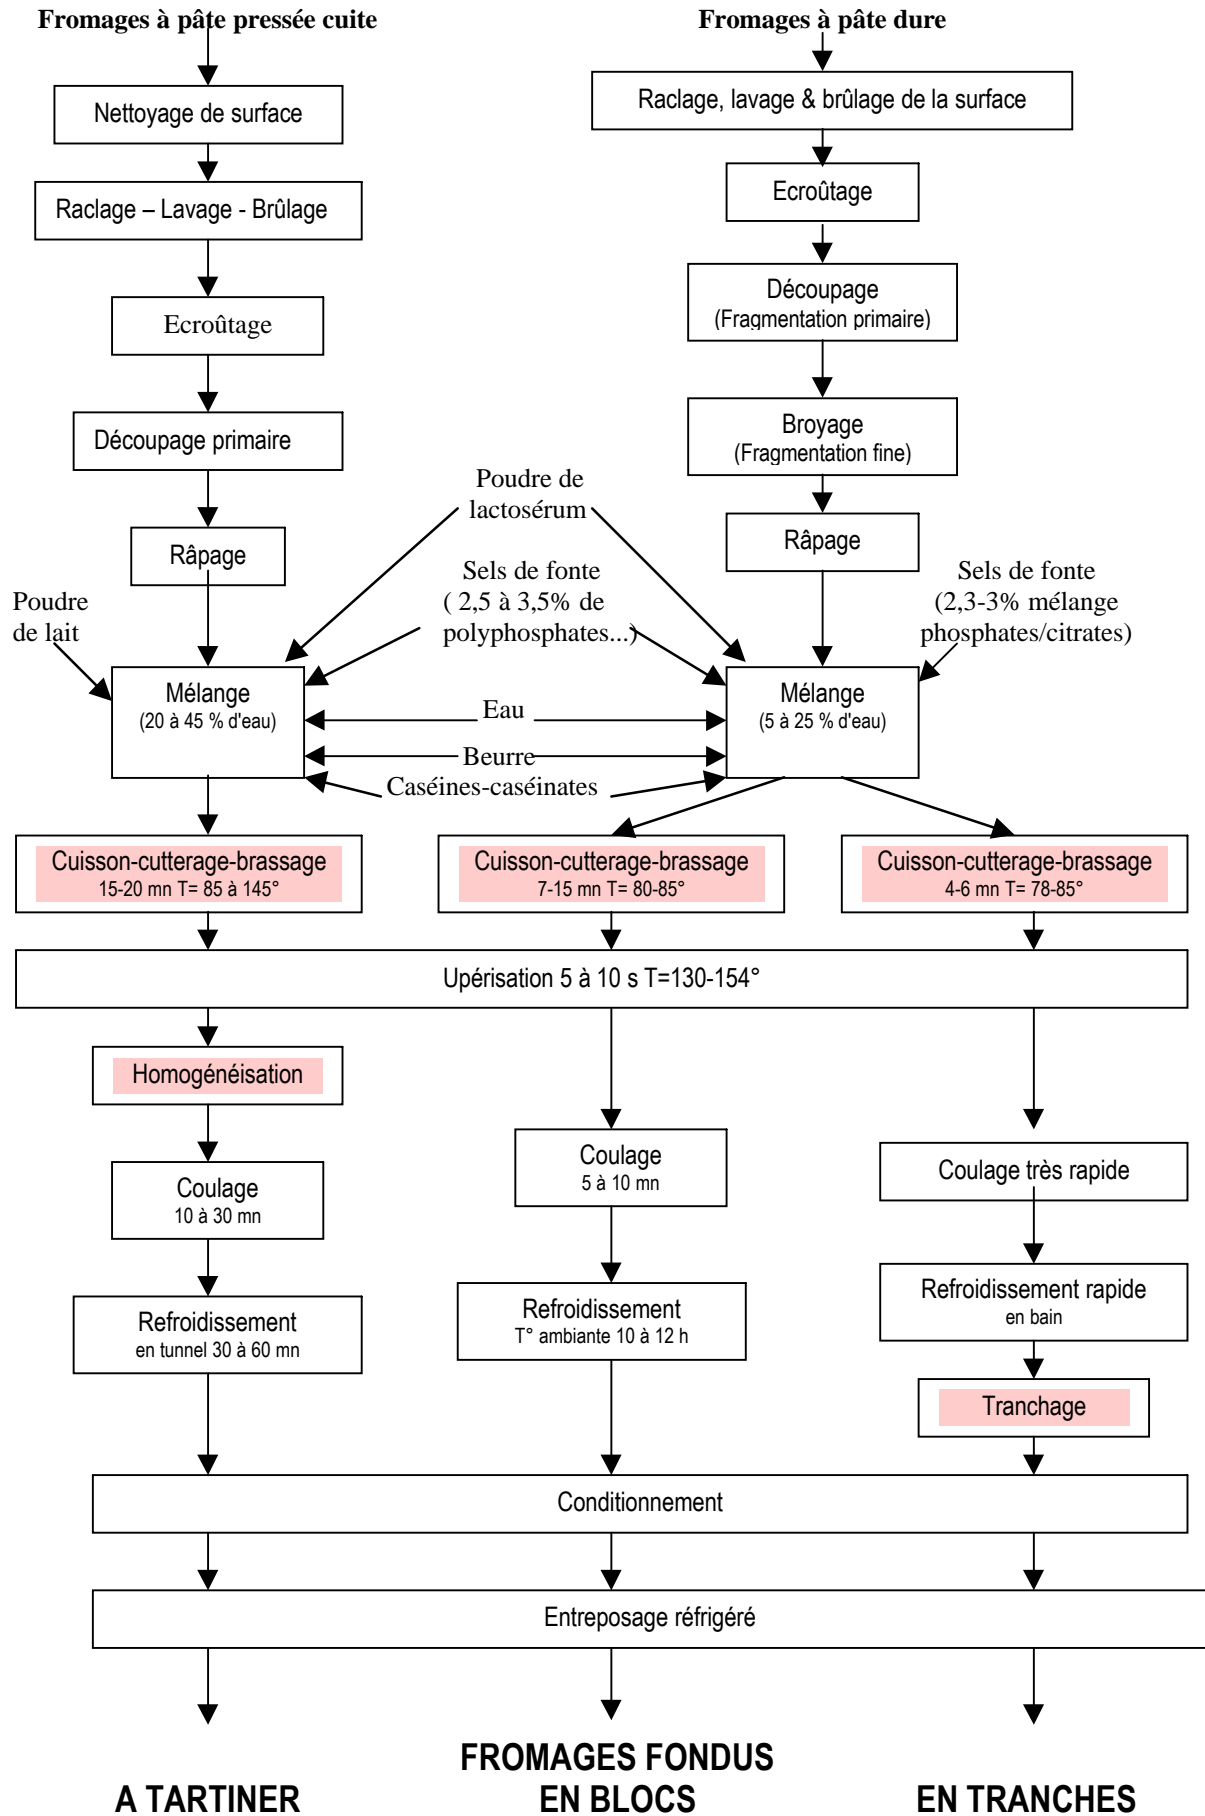 Fromages à pâte pressée cuite
Fromages à pâte dure
Nettoyage de surface
Raclage, lavage & brûlage de la surface
Raclage – Lavage - Brûlage
Ecroûtage
Ecroûtage
Découpage
(Fragmentation primaire)
Découpage primaire
Broyage
(Fragmentation fine)
Râpage
Râpage
Poudre de
lactosérum
Sels de fonte
( 2,5 à 3,5% de
polyphosphates...)
Sels de fonte
(2,3-3% mélange
phosphates/citrates)
Poudre
de lait
Mélange
(20 à 45 % d'eau)
Mélange
(5 à 25 % d'eau)
Eau
Beurre
Caséines-caséinates
Cuisson-cutterage-brassage
15-20 mn T= 85 à 145°
Cuisson-cutterage-brassage
7-15 mn T= 80-85°
Cuisson-cutterage-brassage
4-6 mn T= 78-85°
Upérisation 5 à 10 s T=130-154°
Homogénéisation
Coulage
10 à 30 mn
Coulage
5 à 10 mn
Coulage très rapide
Refroidissement
en tunnel 30 à 60 mn
Refroidissement
T° ambiante 10 à 12 h
Refroidissement rapide
en bain
Tranchage
Conditionnement
Entreposage réfrigéré
FROMAGES FONDUS
A TARTINER
EN BLOCS
EN TRANCHES